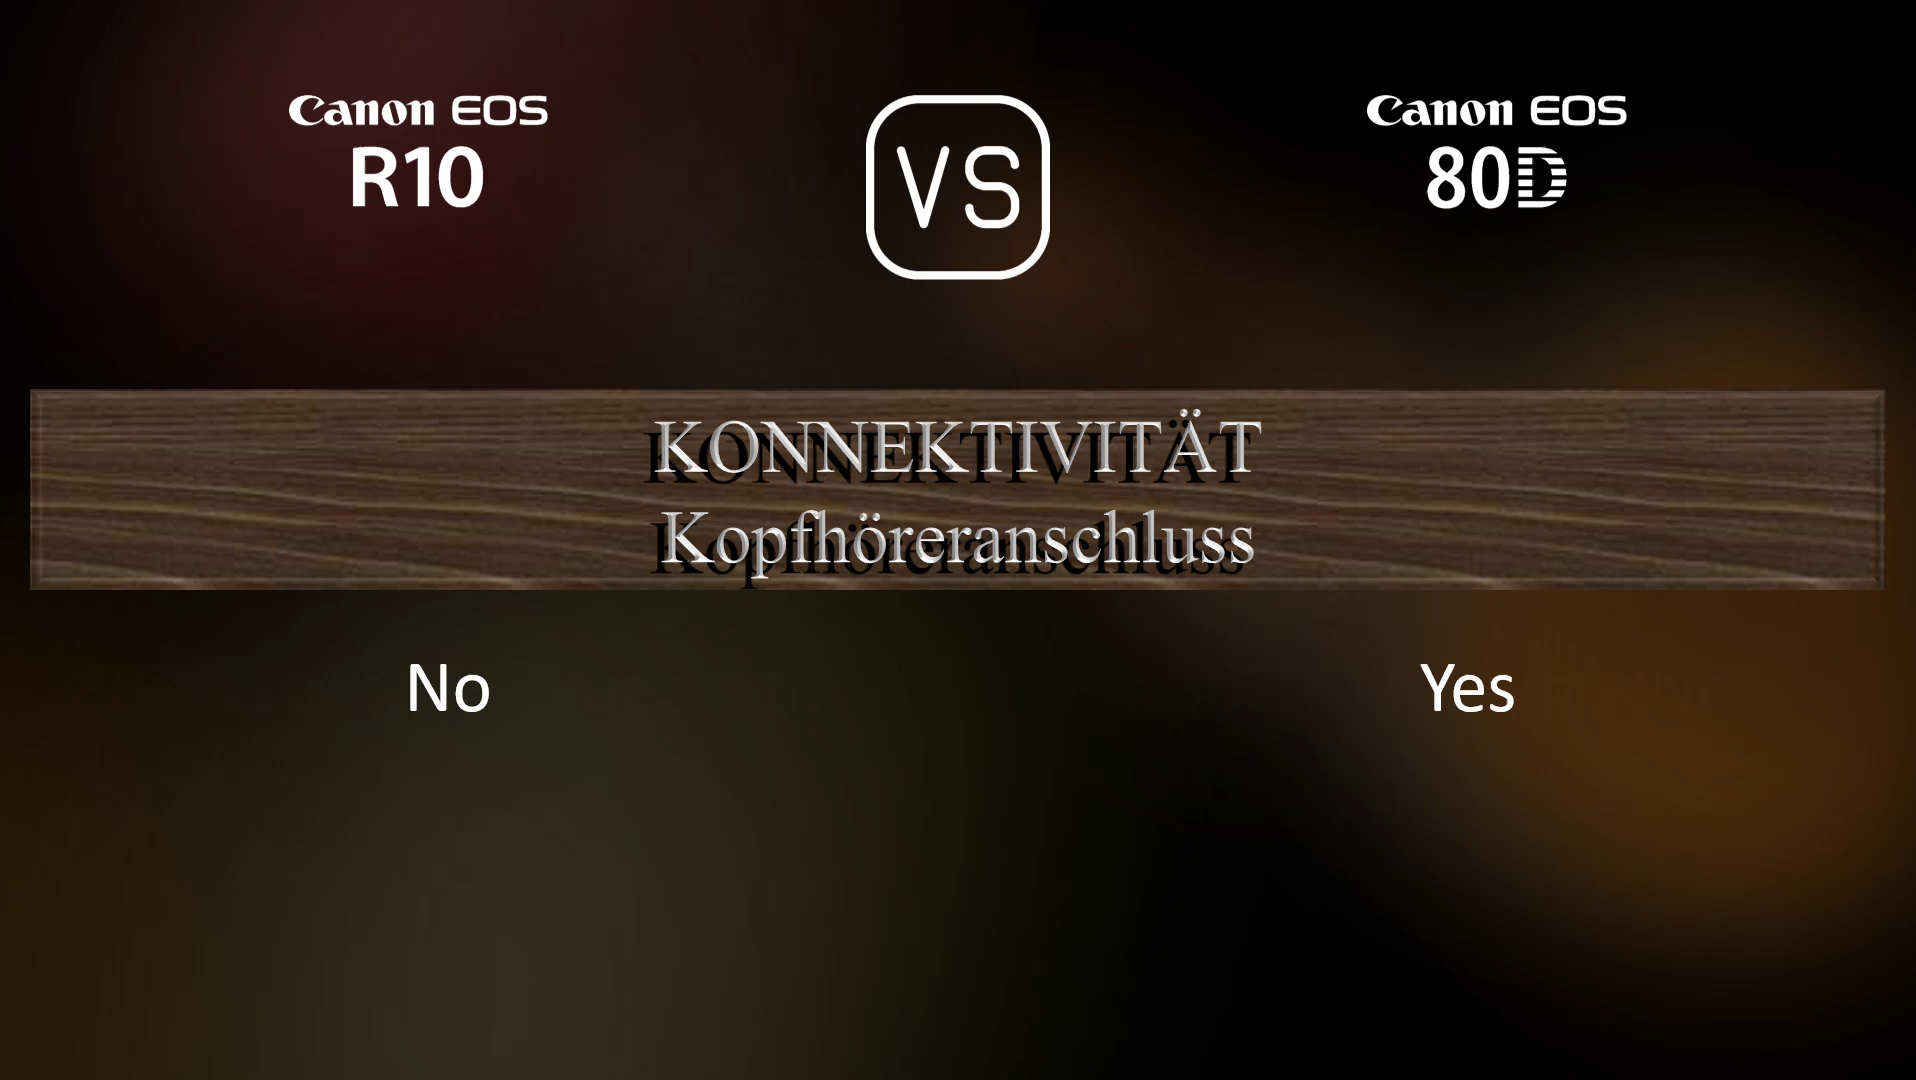 Canon EOS
R10
VS
Canon EOS
80D
KONNEKTIVITÄT
Kopfhöreranschluss
No
Yes